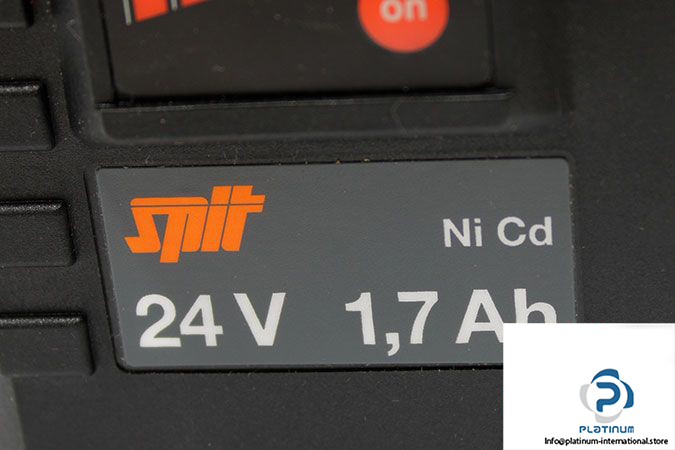 on
spit
Ni Cd
24 V 1,7 Ah
PLATINUM
Info@platinum-international.store